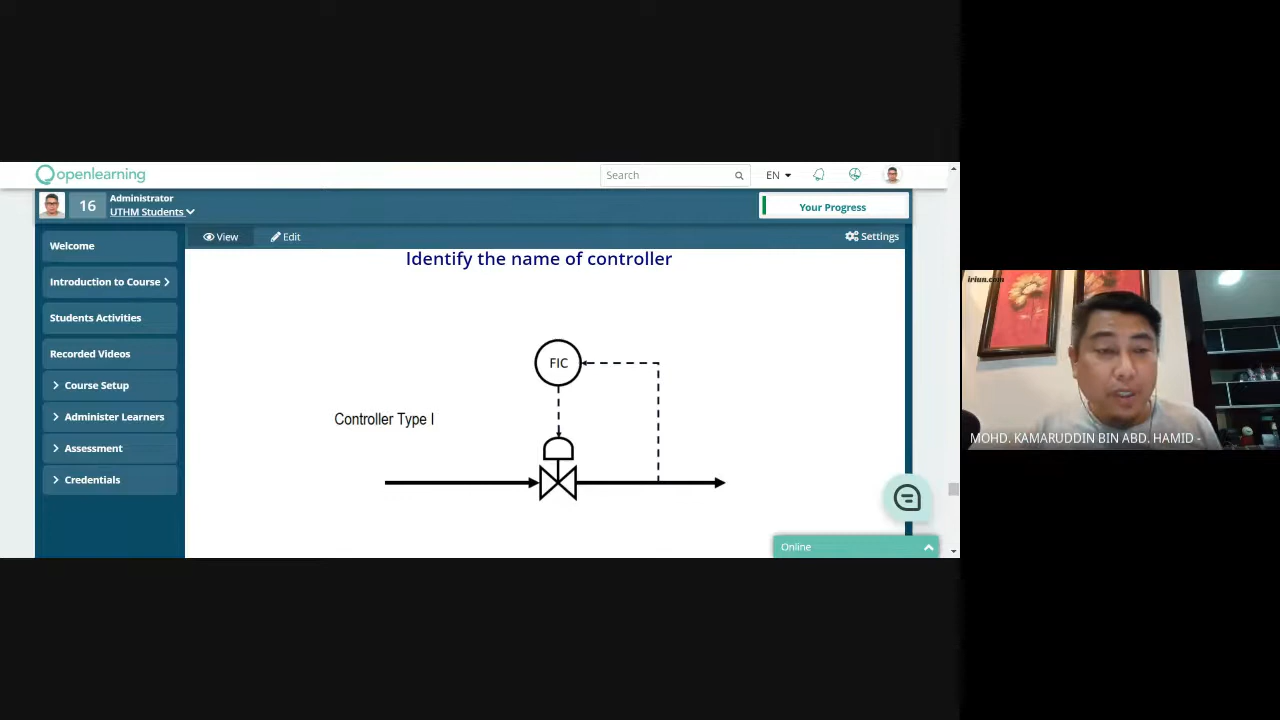 openlearning
Search
EN
16
Administrator
UTHM Students
Your Progress
View
Edit
Settings
Welcome
Introduction to Course
Students Activities
Recorded Videos
Course Setup
Administer Learners
Assessment
Credentials
Identify the name of controller
FIC
Controller Type I
Online
iriun.com
MOHD. KAMARUDDIN BIN ABD. HAMID -